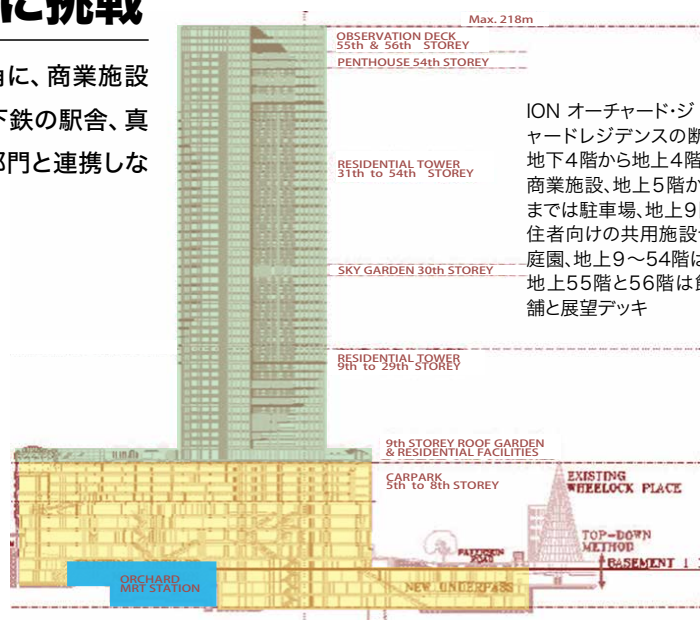 に挑戦
に、商業施設
下鉄の駅舎、真
部門と連携しな
Max. 218m
OBSERVATION DECK
55th & 56th STOREY
PENTHOUSE 54th STOREY
RESIDENTIAL TOWER
31th to 54th STOREY
SKY GARDEN 30th STOREY
RESIDENTIAL TOWER
9th to 29th STOREY
9th STOREY ROOF GARDEN
& RESIDENTIAL FACILITIES
CARPARK
5th to 8th STOREY
ION オーチャード・ジ
ャードレジデンスの断
地下4階から地上4階
商業施設、地上5階か
までは駐車場、地上9
住者向けの共用施設
庭園、地上9〜54階は
地上55階と56階は飲
舗と展望デッキ
EXISTING
WHEELOCK PLACE
TOP-DOWN
METHOD
BASEMENT 1
PATERSON
ROAD
NEW UNDERPASS
ORCHARD
MRT STATION